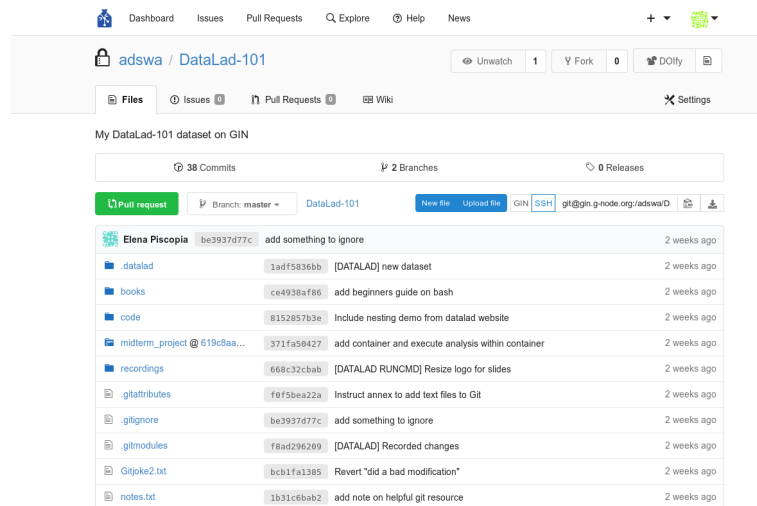 Dashboard Issues Pull Requests Explore Help News
adswa / DataLad-101 Unwatch 1 Fork 0 DOIfy
Files Issues 0 Pull Requests 0 Wiki Settings
My DataLad-101 dataset on GIN
38 Commits 2 Branches 0 Releases
Pull request Branch: master DataLad-101 New file Upload file GIN SSH git@gin.g-node.org:/adswa/D
Elena Piscopia be3937d77c add something to ignore 2 weeks ago
.datalad 1adf5836bb [DATALAD] new dataset 2 weeks ago
books ce4938af86 add beginners guide on bash 2 weeks ago
code 8152857b3e Include nesting demo from datalad website 2 weeks ago
midterm_project @ 619c8aa... 371fa50427 add container and execute analysis within container 2 weeks ago
recordings 668c32cbab [DATALAD RUNCMD] Resize logo for slides 2 weeks ago
.gitattributes f0f5bea22a Instruct annex to add text files to Git 2 weeks ago
.gitignore be3937d77c add something to ignore 2 weeks ago
.gitmodules f8ad296209 [DATALAD] Recorded changes 2 weeks ago
Gitjoke2.txt bcb1fa1385 Revert "did a bad modification" 2 weeks ago
notes.txt 1b31c6bab2 add note on helpful git resource 2 weeks ago